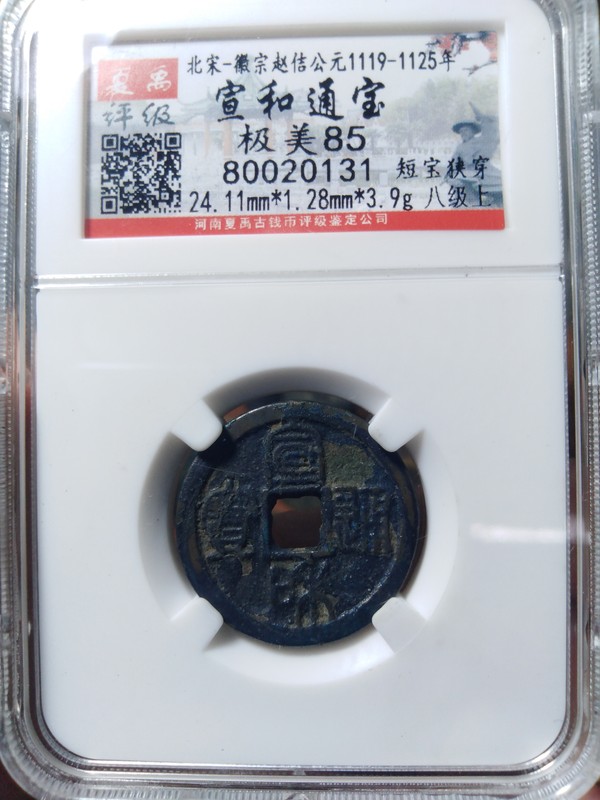 夏禹
评级
北宋-徽宗赵佶公元1119-1125年
宣和通宝
极美85
80020131 短宝狭穿
24.11mm*1.28mm*3.9g 八级上
河南夏禹古钱币评级鉴定公司
宣和通寳